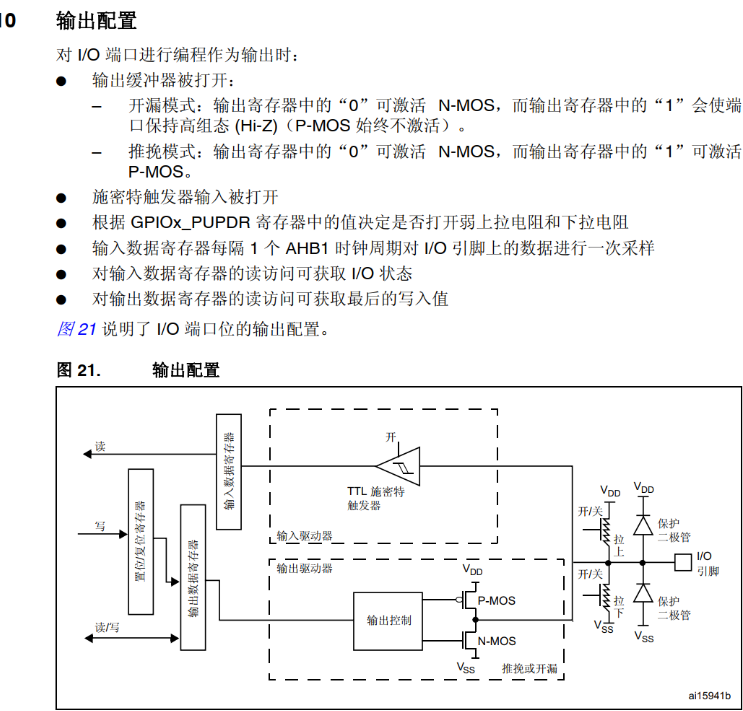 10 输出配置
对 I/O 端口进行编程作为输出时:
● 输出缓冲器被打开:
– 开漏模式:输出寄存器中的“0”可激活 N-MOS,而输出寄存器中的“1”会使端
口保持高组态 (Hi-Z)(P-MOS 始终不激活)。
– 推挽模式:输出寄存器中的“0”可激活 N-MOS,而输出寄存器中的“1”可激活
P-MOS。
● 施密特触发器输入被打开
● 根据 GPIOx_PUPDR 寄存器中的值决定是否打开弱上拉电阻和下拉电阻
● 输入数据寄存器每隔 1 个 AHB1 时钟周期对 I/O 引脚上的数据进行一次采样
● 对输入数据寄存器的读访问可获取 I/O 状态
● 对输出数据寄存器的读访问可获取最后的写入值
图 21 说明了 I/O 端口位的输出配置。
图 21. 输出配置
读
写
读/写
置位/复位寄存器
输入数据寄存器
输出数据寄存器
开
TTL 施密特
触发器
输入驱动器
输出驱动器
输出控制
VDD
P-MOS
N-MOS
VSS
推挽或开漏
VDD
开/关
拉
上
开/关
拉
下
VSS
VDD
保护
二极管
I/O
引脚
保护
二极管
VSS
ai15941b